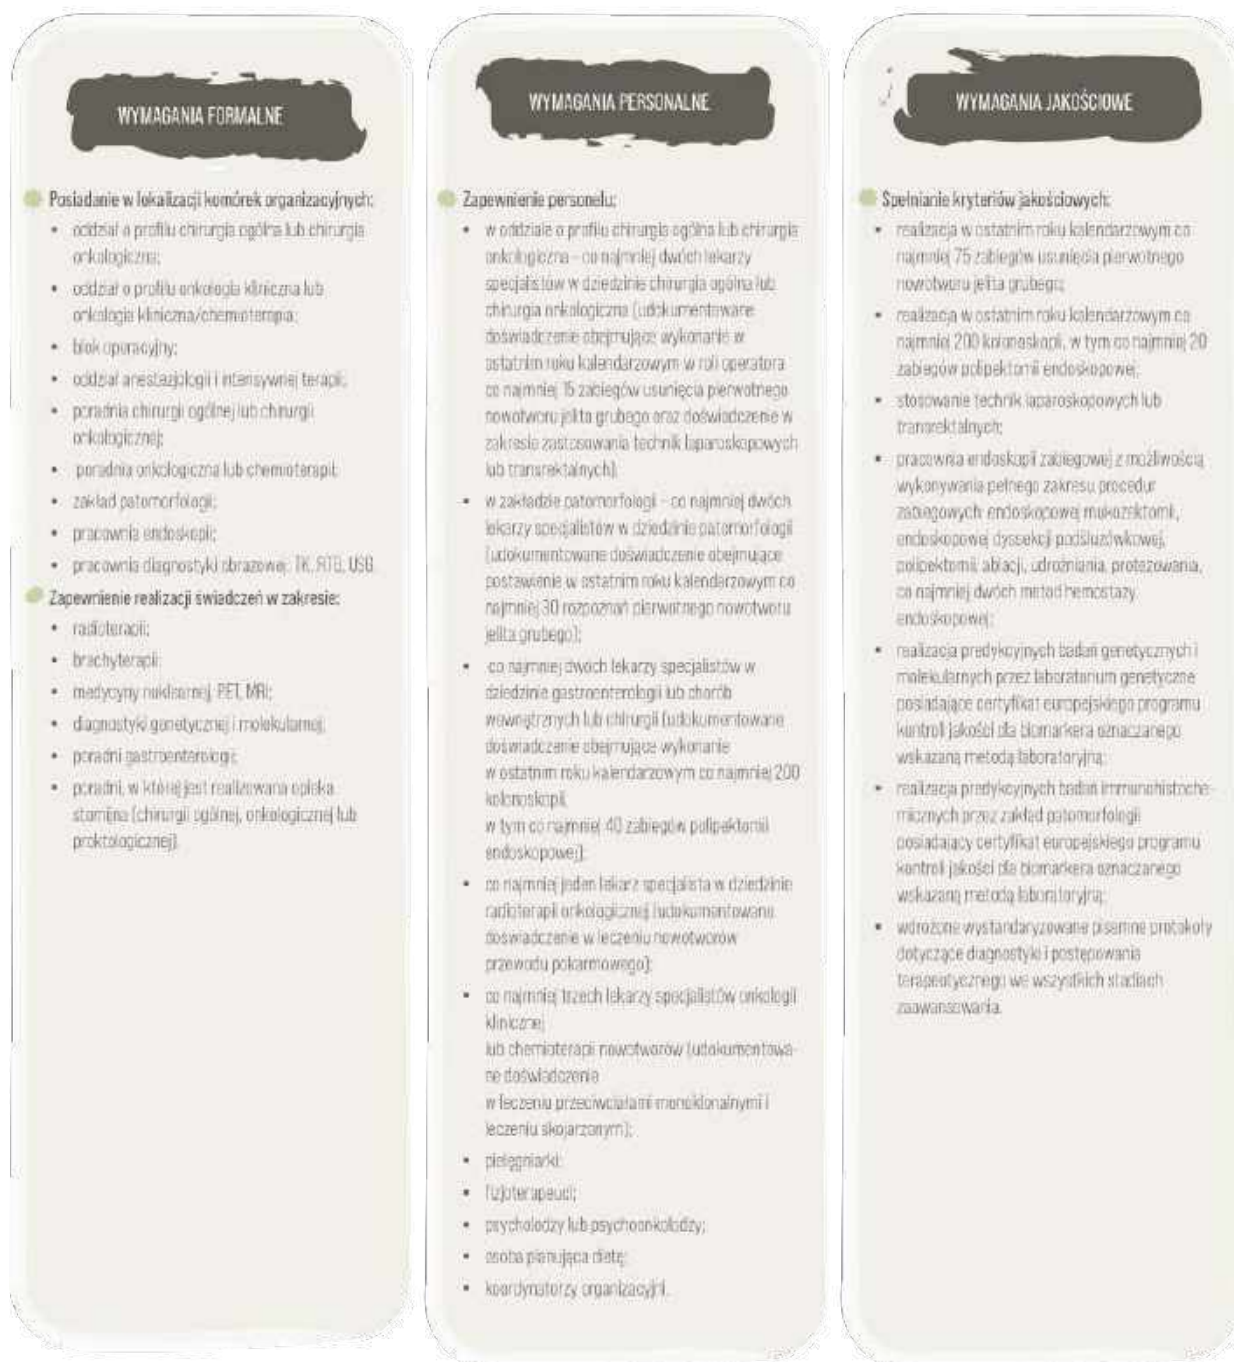 WYMAGANIA FORMALNE
Posiadanie w lokalizacji komórek organizacyjnych:
• oddział o profilu chirurgia ogólna lub chirurgia
onkologiczna;
• oddział o profilu onkologia kliniczna lub
onkologia kliniczna/chemioterapia;
• blok operacyjny;
• oddział anestezjologii i intensywnej terapii;
• poradnia chirurgii ogólnej lub chirurgii
onkologicznej;
• poradnia onkologiczna lub chemioterapii;
• zakład patomorfologii;
• pracownia endoskopii;
• pracownia diagnostyki obrazowej: TK, RTG, USG.
Zapewnienie realizacji świadczeń w zakresie:
• radioterapii;
• brachyterapii;
• medycyny nuklearnej, PET, MRI;
• diagnostyki genetycznej i molekularnej;
• poradni gastroenterologii;
• poradni, w której jest realizowana opieka
stomijna (chirurgii ogólnej, onkologicznej lub
proktologicznej).
WYMAGANIA PERSONALNE
Zapewnienie personelu:
• w oddziale o profilu chirurgia ogólna lub chirurgia
onkologiczna – co najmniej dwóch lekarzy
specjalistów w dziedzinie chirurgia ogólna lub
chirurgia onkologiczna (udokumentowane
doświadczenie obejmujące wykonanie w
ostatnim roku kalendarzowym w roli operatora
co najmniej 15 zabiegów usunięcia pierwotnego
nowotworu jelita grubego oraz doświadczenie w
zakresie zastosowania technik laparoskopowych
lub transrektalnych);
• w zakładzie patomorfologii – co najmniej dwóch
lekarzy specjalistów w dziedzinie patomorfologii
(udokumentowane doświadczenie obejmujące
postawienie w ostatnim roku kalendarzowym co
najmniej 30 rozpoznań pierwotnego nowotworu
jelita grubego);
• co najmniej dwóch lekarzy specjalistów w
dziedzinie gastroenterologii lub chorób
wewnętrznych lub chirurgii (udokumentowane
doświadczenie obejmujące wykonanie
w ostatnim roku kalendarzowym co najmniej 200
kolonoskopii,
w tym co najmniej 40 zabiegów polipektomii
endoskopowej);
• co najmniej jeden lekarz specjalista w dziedzinie
radioterapii onkologicznej (udokumentowane
doświadczenie w leczeniu nowotworów
przewodu pokarmowego);
• co najmniej trzech lekarzy specjalistów onkologii
klinicznej
lub chemioterapii nowotworów (udokumentowa-
ne doświadczenie
w leczeniu przeciwciałami monoklonalnymi i
leczeniu skojarzonym);
• pielęgniarki;
• fizjoterapeuci;
• psycholodzy lub psychoonkolodzy;
• osoba planująca dietę;
• koordynatorzy organizacyjni.
WYMAGANIA JAKOŚCIOWE
Spełnianie kryteriów jakościowych:
• realizacja w ostatnim roku kalendarzowym co
najmniej 75 zabiegów usunięcia pierwotnego
nowotworu jelita grubego;
• realizacja w ostatnim roku kalendarzowym co
najmniej 200 kolonoskopii, w tym co najmniej 20
zabiegów polipektomii endoskopowej;
• stosowanie technik laparoskopowych lub
transrektalnych;
• pracownia endoskopii zabiegowej z możliwością
wykonywania pełnego zakresu procedur
zabiegowych: endoskopowej mukozektomii,
endoskopowej dyssekcji podśluzówkowej,
polipektomii, ablacji, udrożniania, protezowania,
co najmniej dwóch metod hemostazy
endoskopowej;
• realizacja predykcyjnych badań genetycznych i
molekularnych przez laboratorium genetyczne
posiadające certyfikat europejskiego programu
kontroli jakości dla biomarkera oznaczanego
wskazaną metodą laboratoryjną;
• realizacja predykcyjnych badań immunohistoche-
micznych przez zakład patomorfologii
posiadający certyfikat europejskiego programu
kontroli jakości dla biomarkera oznaczanego
wskazaną metodą laboratoryjną;
• wdrożone wystandaryzowane pisemne protokoły
dotyczące diagnostyki i postępowania
terapeutycznego we wszystkich stadiach
zaawansowania.